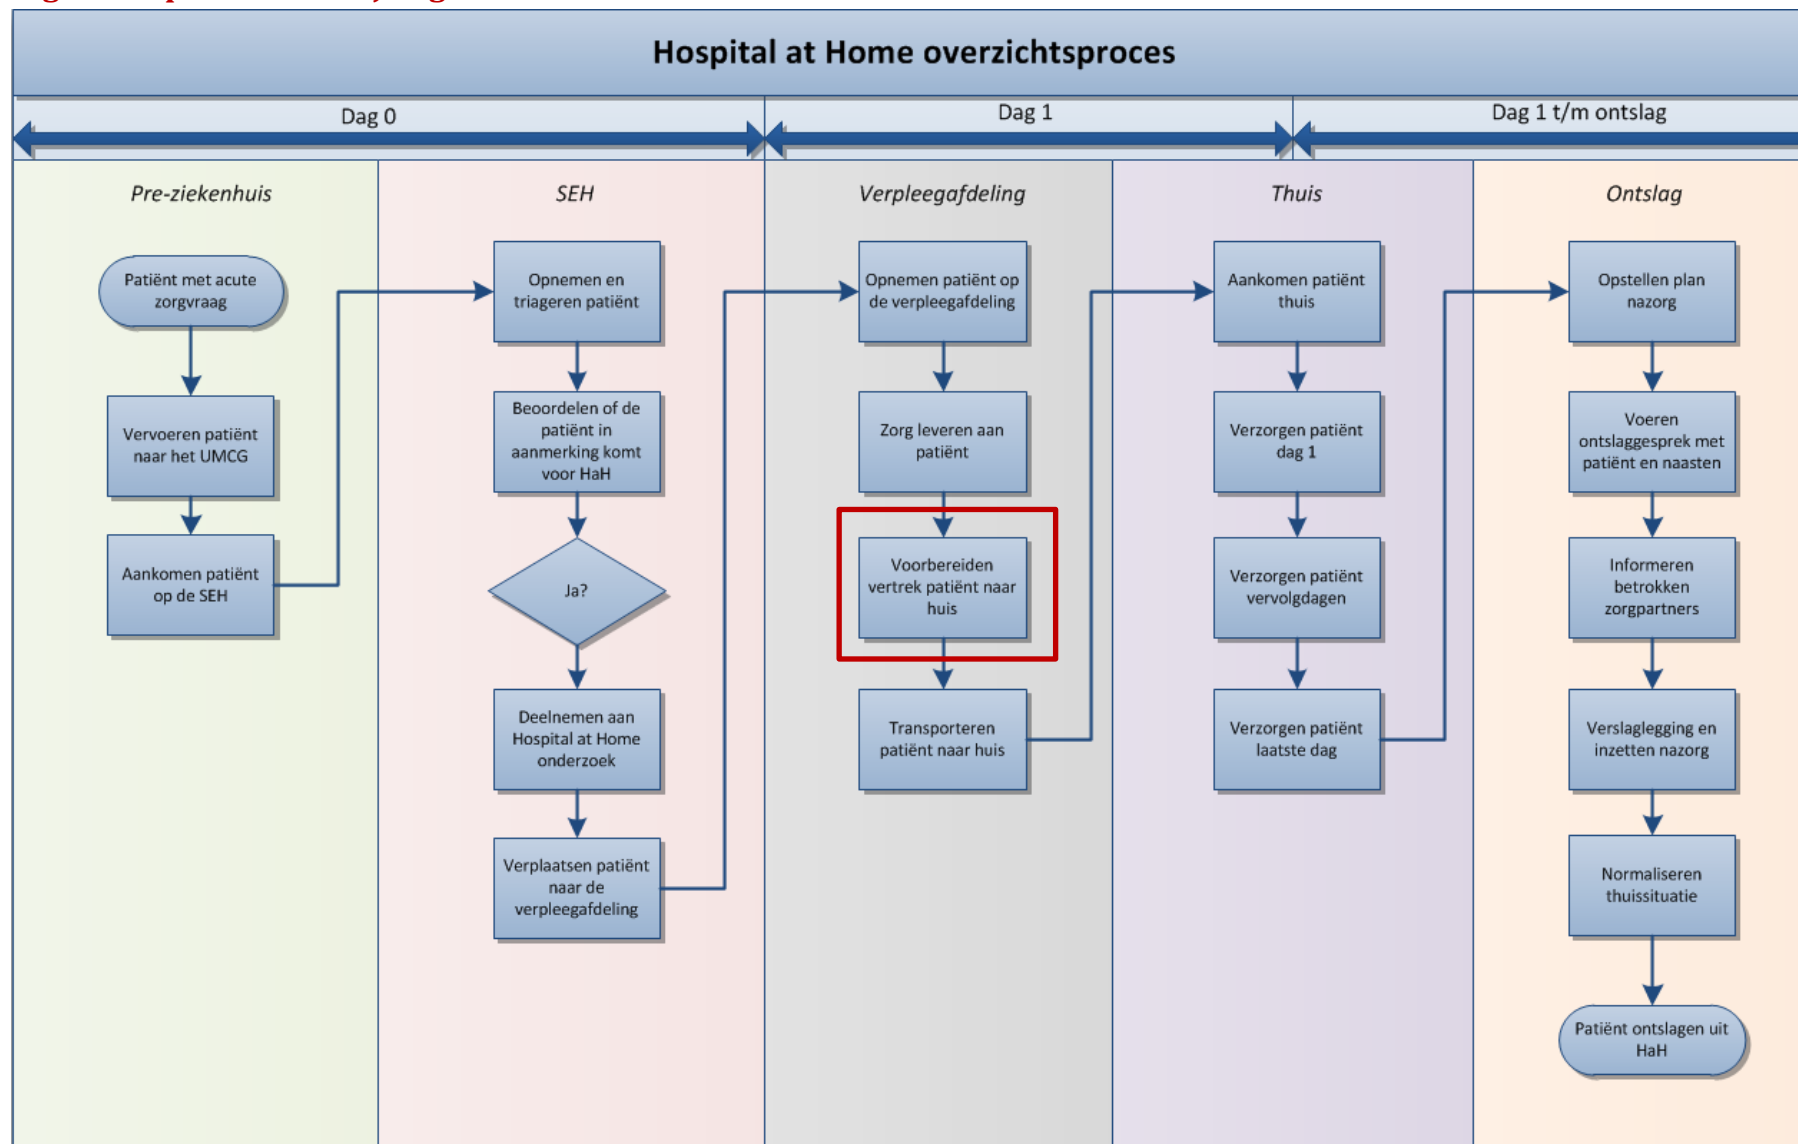 Hospital at Home overzichtsproces
Dag 0
Dag 1
Dag 1 t/m ontslag
Pre-ziekenhuis
SEH
Verpleegafdeling
Thuis
Ontslag
Patiënt met acute
zorgvraag
Vervoeren patiënt
naar het UMCG
Aankomen patiënt
op de SEH
Opnemen en
triageren patiënt
Beoordelen of de
patiënt in
aanmerking komt
voor HaH
Ja?
Deelnemen aan
Hospital at Home
onderzoek
Verplaatsen patiënt
naar de
verpleegafdeling
Opnemen patiënt op
de verpleegafdeling
Zorg leveren aan
patiënt
Voorbereiden
vertrek patiënt naar
huis
Transporteren
patiënt naar huis
Aankomen patiënt
thuis
Verzorgen patiënt
dag 1
Verzorgen patiënt
vervolgdagen
Verzorgen patiënt
laatste dag
Opstellen plan
nazorg
Voeren
ontslaggesprek met
patiënt en naasten
Informeren
betrokken
zorgpartners
Verslaglegging en
inzetten nazorg
Normaliseren
thuissituatie
Patiënt ontslagen uit
HaH